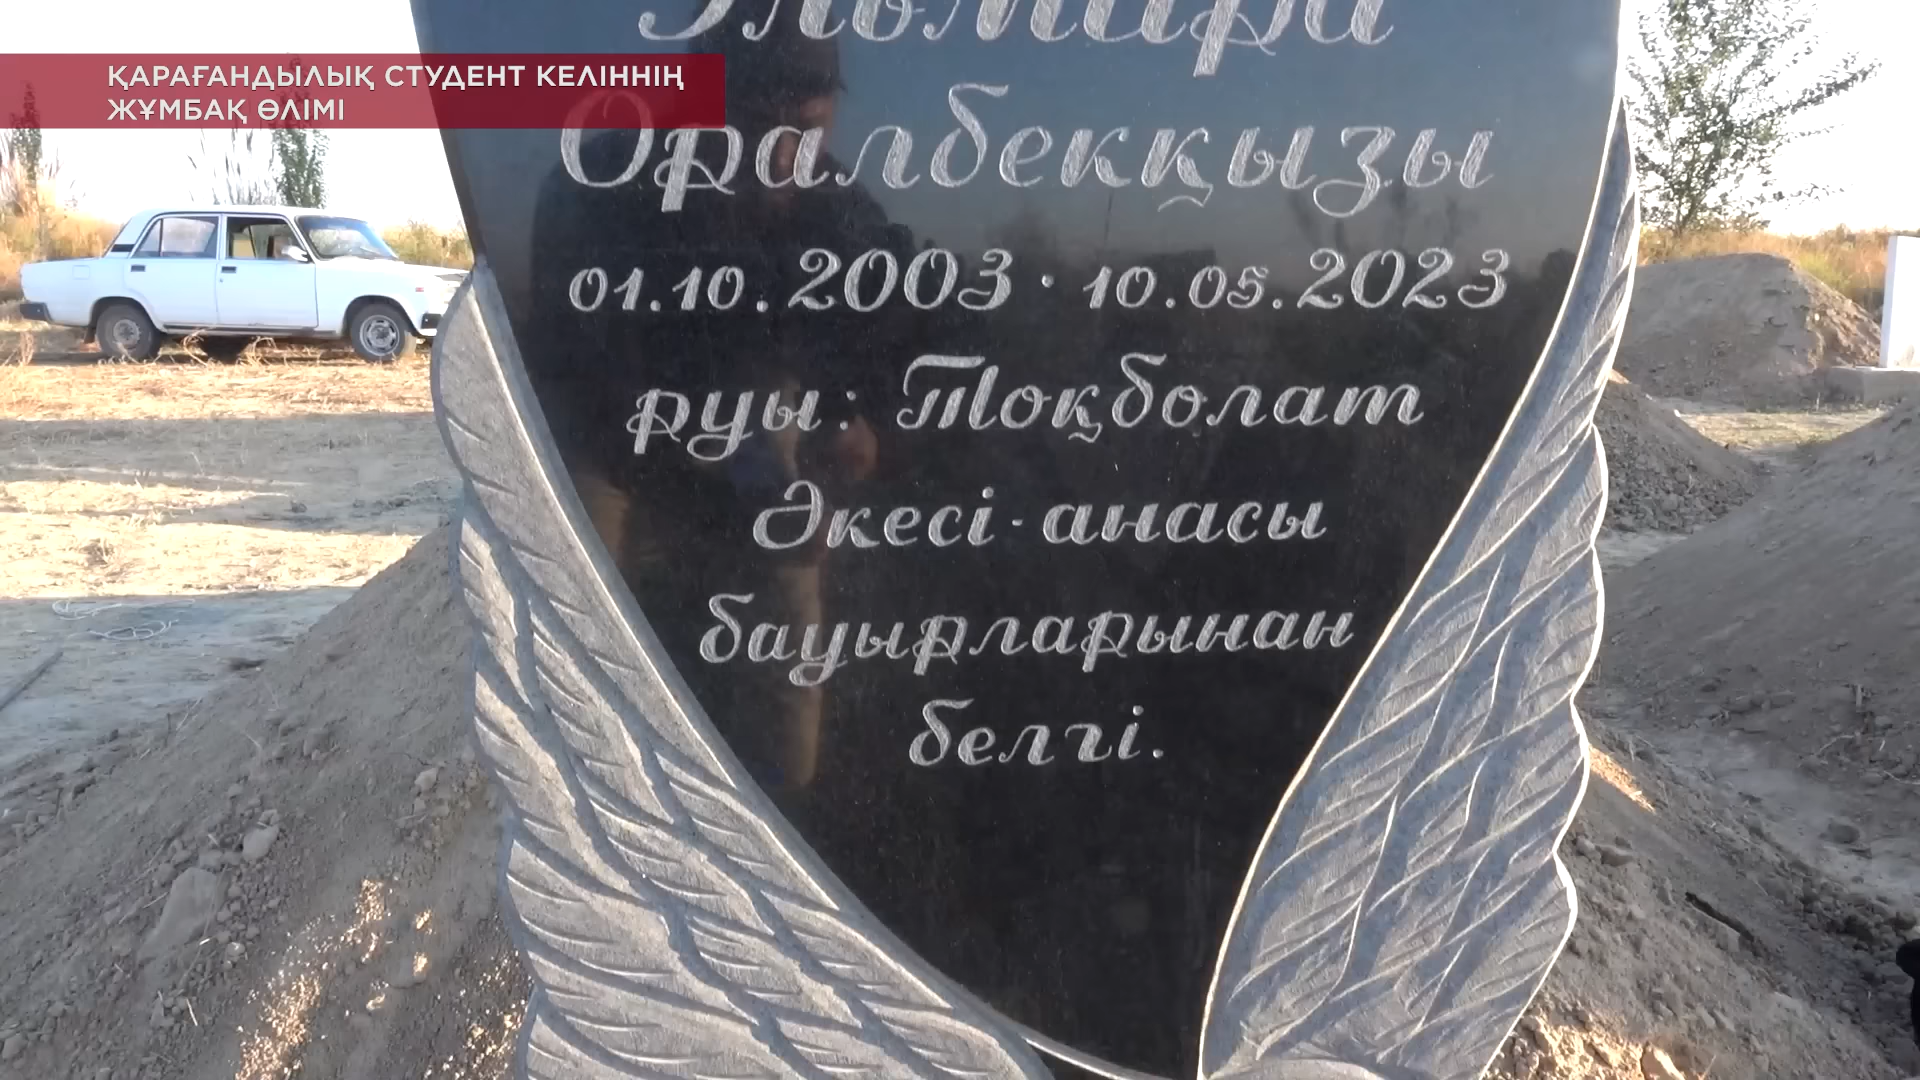 ҚАРАҒАНДЫЛЫҚ СТУДЕНТ КЕЛІННІҢ
ЖҰМБАҚ ӨЛІМІ
Оралбекқызы
01.10.2003 · 10.05.2023
руы: Тоқболат
Әкесі-анасы
бауырларынан
белгі.